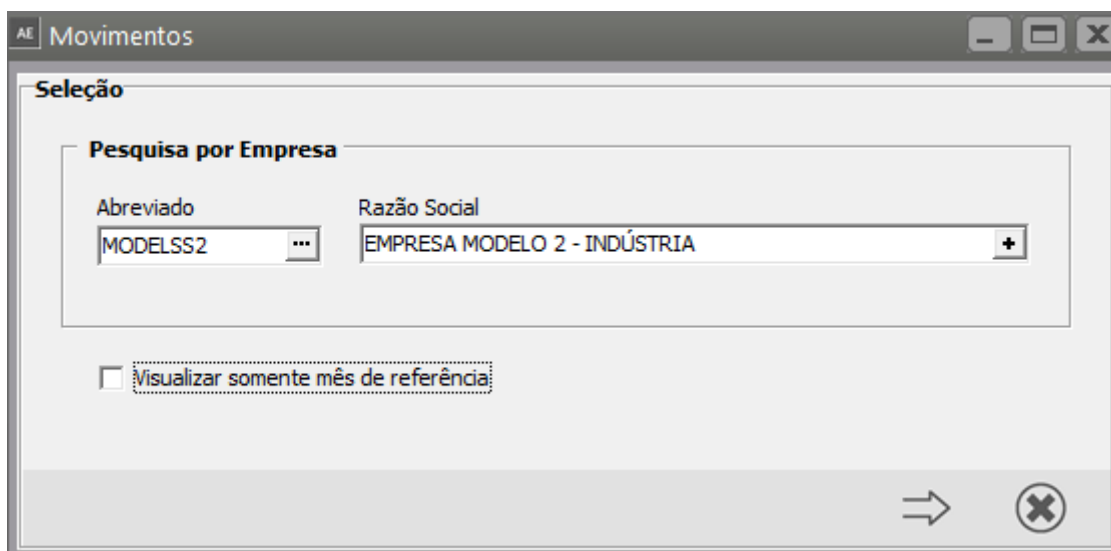 AE Movimentos
Seleção
Pesquisa por Empresa
Abreviado Razão Social
MODELSS2 ... EMPRESA MODELO 2 - INDÚSTRIA +
Visualizar somente mês de referência